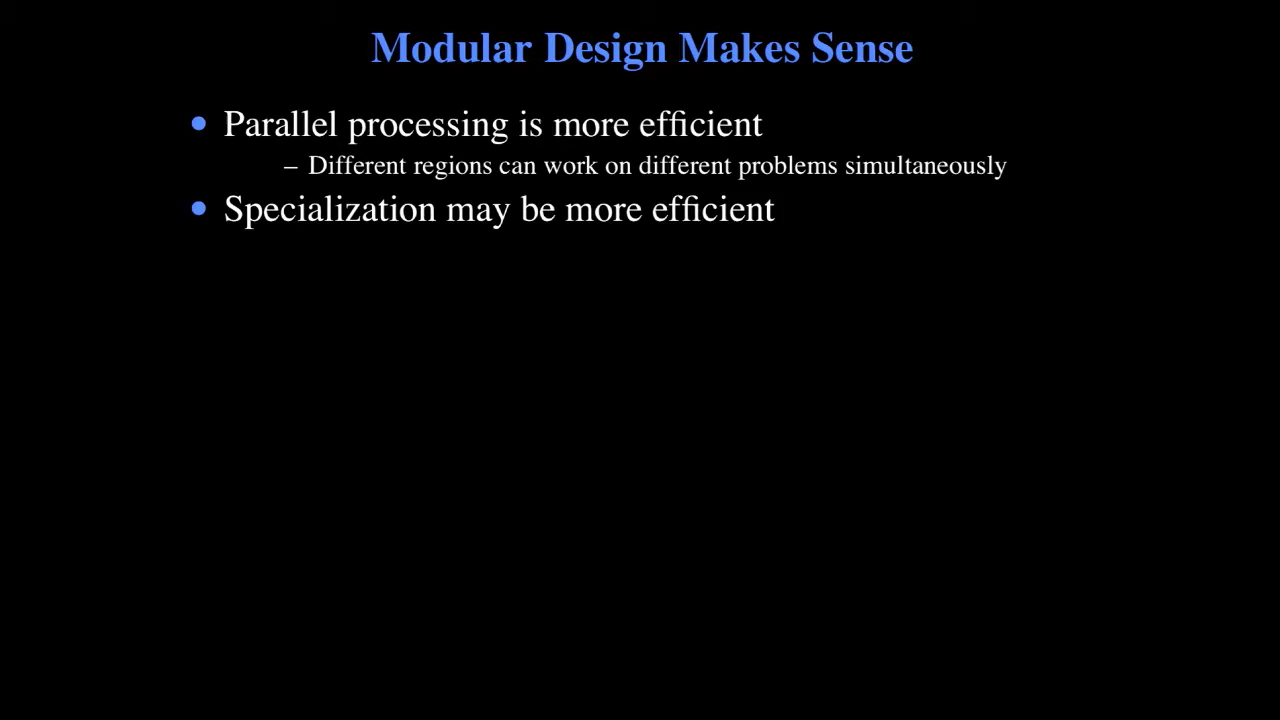 Modular Design Makes Sense
• Parallel processing is more efficient
– Different regions can work on different problems simultaneously
• Specialization may be more efficient